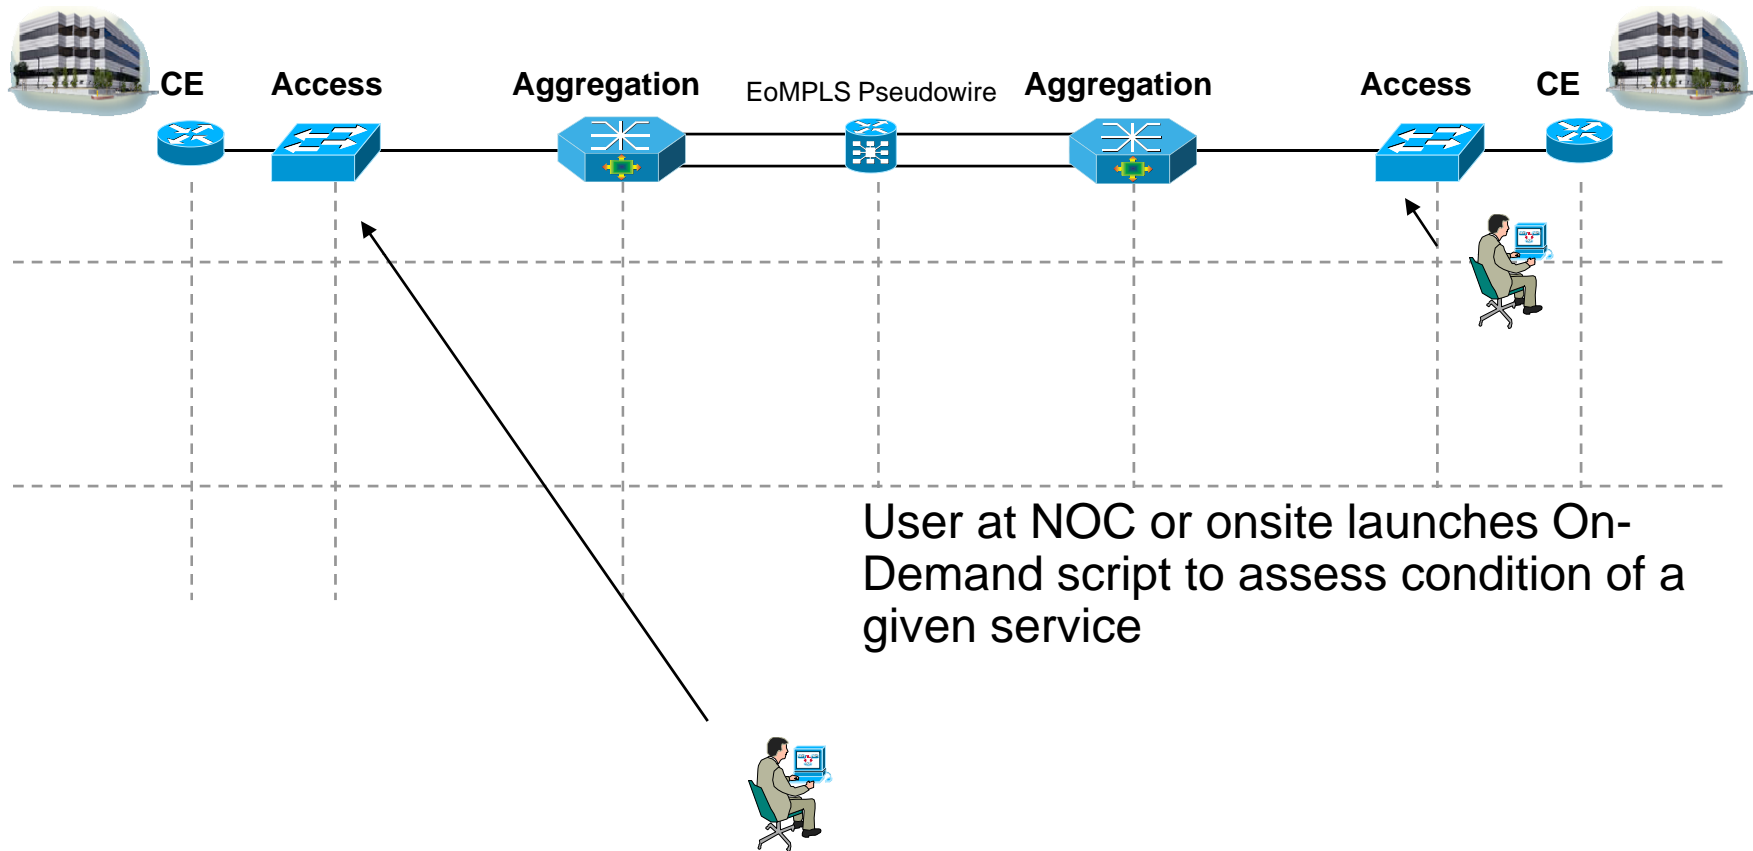 CE
Access
Aggregation
EoMPLS Pseudowire
Aggregation
Access
CE
User at NOC or onsite launches On-
Demand script to assess condition of a
given service